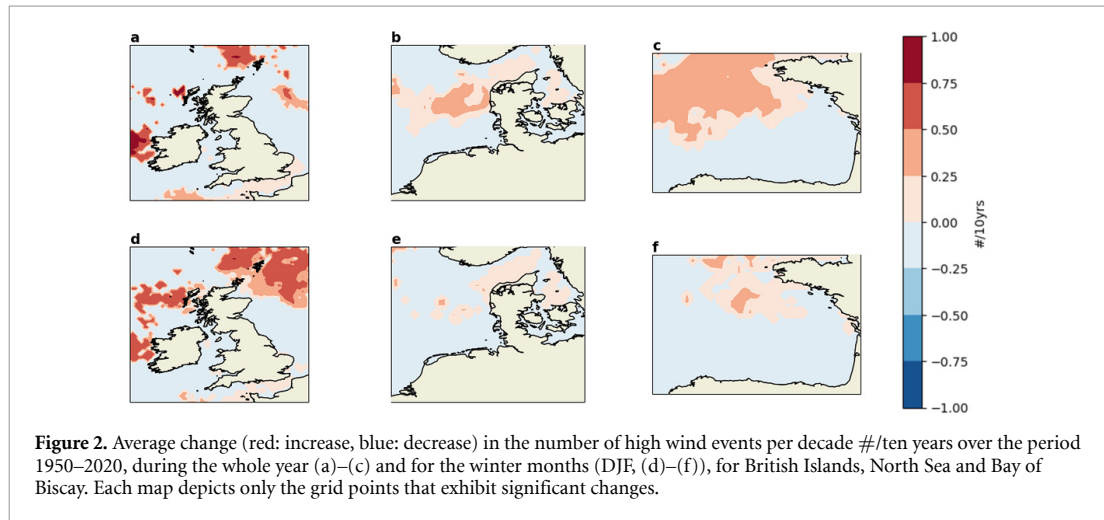 a
b
c
d
e
f
1.00
0.75
0.50
0.25
0.00
−0.25
−0.50
−0.75
−1.00
#/10yrs
Figure 2. Average change (red: increase, blue: decrease) in the number of high wind events per decade #/ten years over the period
1950–2020, during the whole year (a)–(c) and for the winter months (DJF, (d)–(f)), for British Islands, North Sea and Bay of
Biscay. Each map depicts only the grid points that exhibit significant changes.